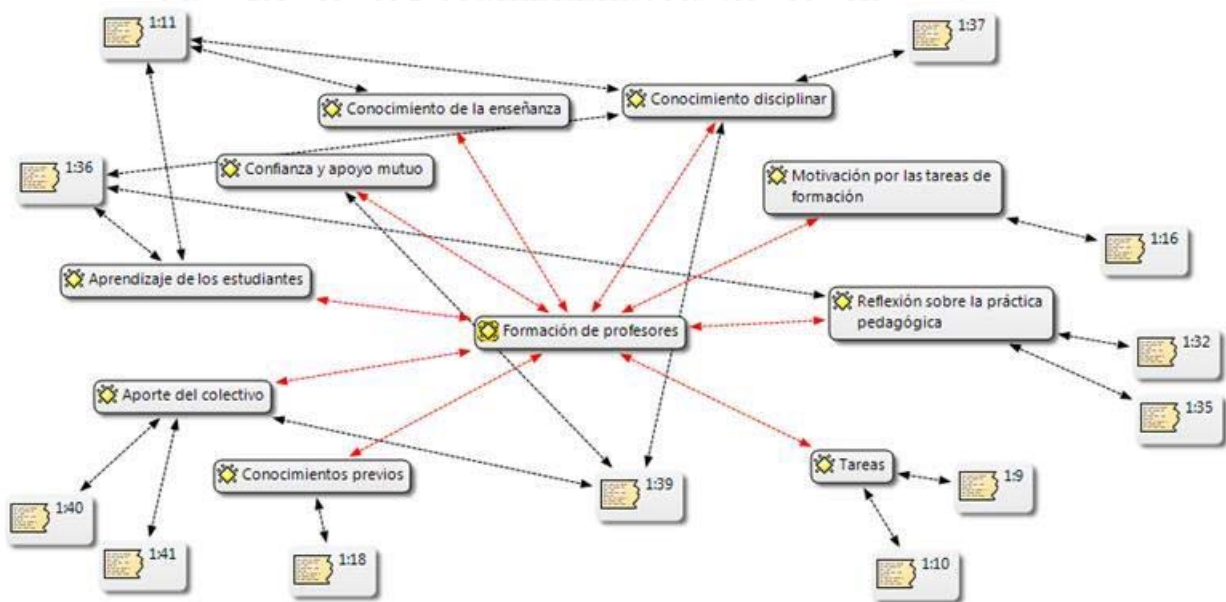 1:11
1:37
Conocimiento de la enseñanza
Conocimiento disciplinar
1:36
Confianza y apoyo mutuo
Motivación por las tareas de
formación
1:16
Aprendizaje de los estudiantes
Formación de profesores
Reflexión sobre la práctica
pedagógica
1:32
1:35
Aporte del colectivo
Conocimientos previos
1:39
Tareas
1:9
1:40
1:41
1:18
1:10